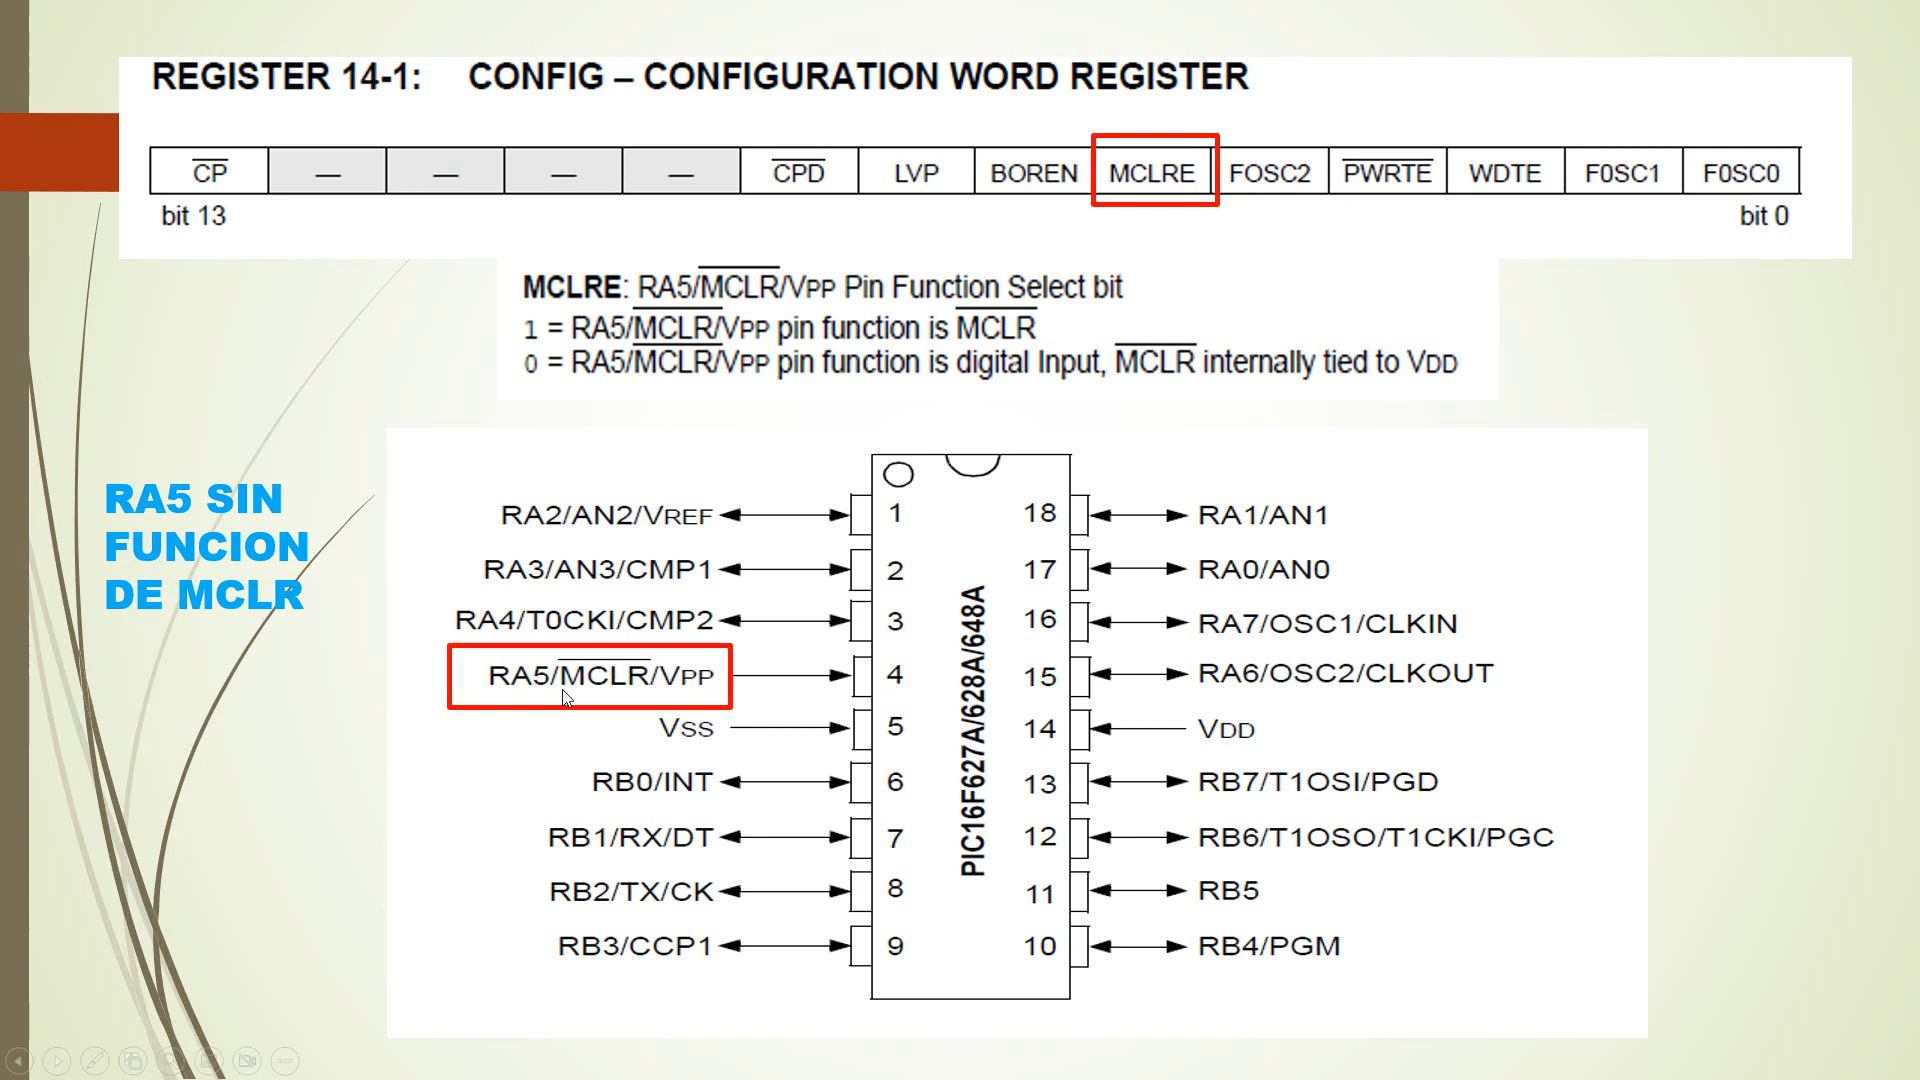 REGISTER 14-1: CONFIG – CONFIGURATION WORD REGISTER
CP — — — — CPD LVP BOREN MCLRE FOSC2 PWRTE WDTE F0SC1 F0SC0
bit 13 bit 0
MCLRE: RA5/MCLR/VPP Pin Function Select bit
1 = RA5/MCLR/VPP pin function is MCLR
0 = RA5/MCLR/VPP pin function is digital Input, MCLR internally tied to VDD
RA5 SIN
FUNCION
DE MCLR
RA2/AN2/VREF 1 18 RA1/AN1
RA3/AN3/CMP1 2 17 RA0/AN0
RA4/T0CKI/CMP2 3 16 RA7/OSC1/CLKIN
RA5/MCLR/VPP 4 15 RA6/OSC2/CLKOUT
VSS 5 14 VDD
RB0/INT 6 13 RB7/T1OSI/PGD
RB1/RX/DT 7 12 RB6/T1OSO/T1CKI/PGC
RB2/TX/CK 8 11 RB5
RB3/CCP1 9 10 RB4/PGM
PIC16F627A/628A/648A